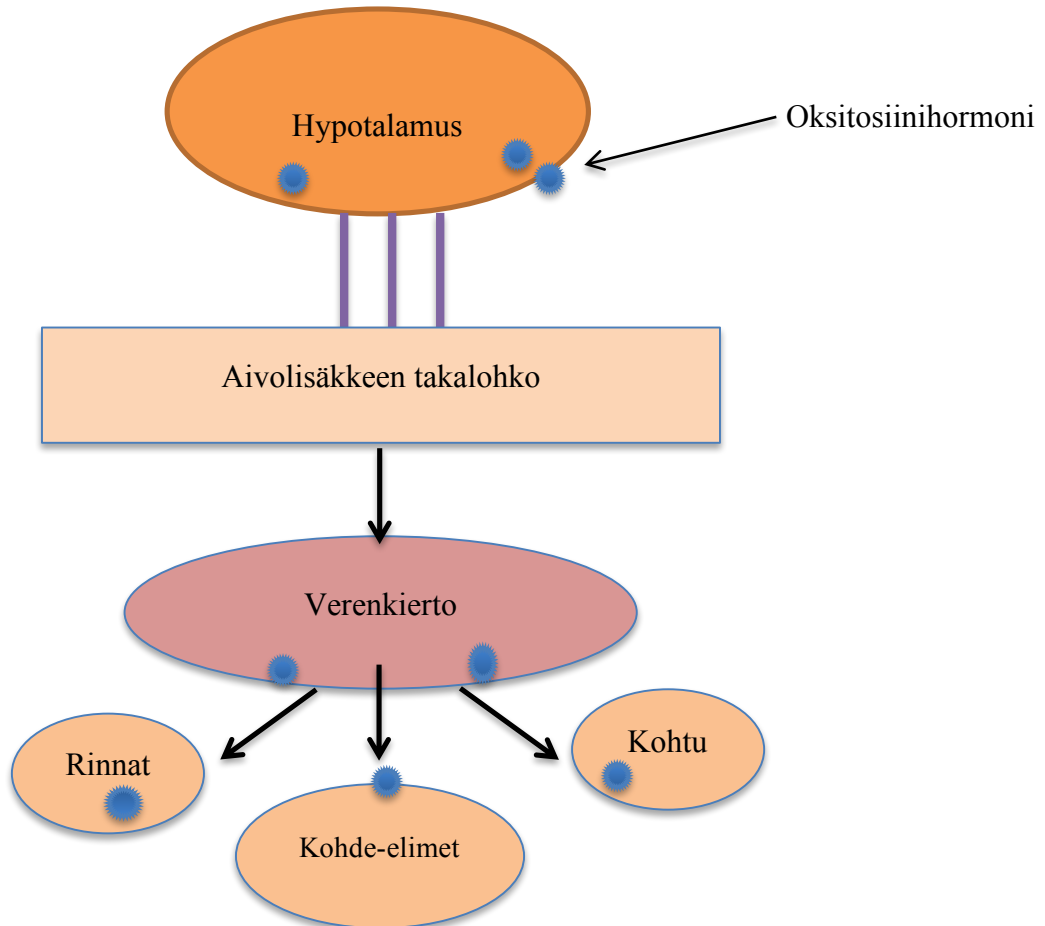 Hypotalamus
Oksitosiinihormoni
Aivolisäkkeen takalohko
Verenkierto
Rinnat
Kohtu
Kohde-elimet